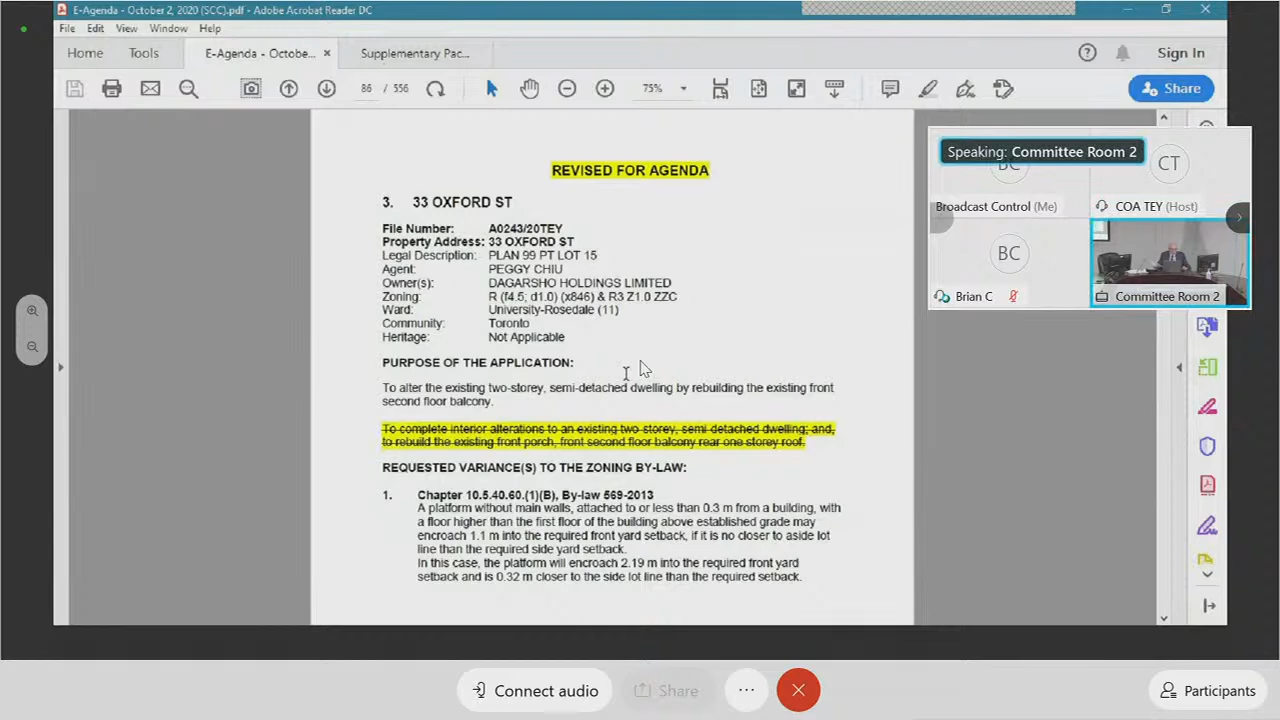 E-Agenda - October 2, 2020 (SCC).pdf - Adobe Acrobat Reader DC
File Edit View Window Help
Home Tools E-Agenda - Octobe... × Supplementary Pac... Sign In
86 / 556 75% Share
REVISED FOR AGENDA
3. 33 OXFORD ST
File Number: A0243/20TEY
Property Address: 33 OXFORD ST
Legal Description: PLAN 99 PT LOT 15
Agent: PEGGY CHIU
Owner(s): DAGARSHO HOLDINGS LIMITED
Zoning: R (f4.5; d1.0) (x846) & R3 Z1.0 ZZC
Ward: University-Rosedale (11)
Community: Toronto
Heritage: Not Applicable
PURPOSE OF THE APPLICATION:
To alter the existing two-storey, semi-detached dwelling by rebuilding the existing front
second floor balcony.
To complete interior alterations to an existing two storey, semi detached dwelling; and,
to rebuild the existing front porch, front second floor balcony rear one storey roof.
REQUESTED VARIANCE(S) TO THE ZONING BY-LAW:
1. Chapter 10.5.40.60.(1)(B), By-law 569-2013
A platform without main walls, attached to or less than 0.3 m from a building, with
a floor higher than the first floor of the building above established grade may
encroach 1.1 m into the required front yard setback, if it is no closer to aside lot
line than the required side yard setback.
In this case, the platform will encroach 2.19 m into the required front yard
setback and is 0.32 m closer to the side lot line than the required setback.
Speaking: Committee Room 2
BC CT
Broadcast Control (Me) COA TEY (Host)
BC
Brian C Committee Room 2
Connect audio Share ... Participants